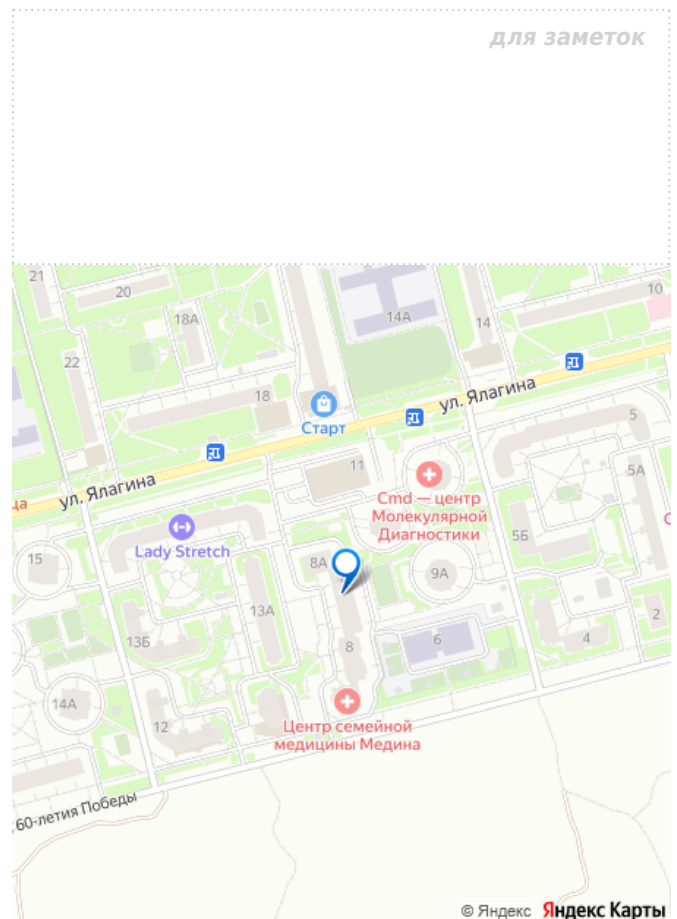 для заметок
21
20
10
18А
14А
14
22
18
ул. Ялагина
Старт
5
11
5А
ул. Ялагина
Cmd — центр
Молекулярной
Диагностики
Lady Stretch
5Б
15
8А
9А
13А
2
13Б
8
6
4
14А
12
Центр семейной
медицины Медина
60-летия Победы
© Яндекс Яндекс Карты